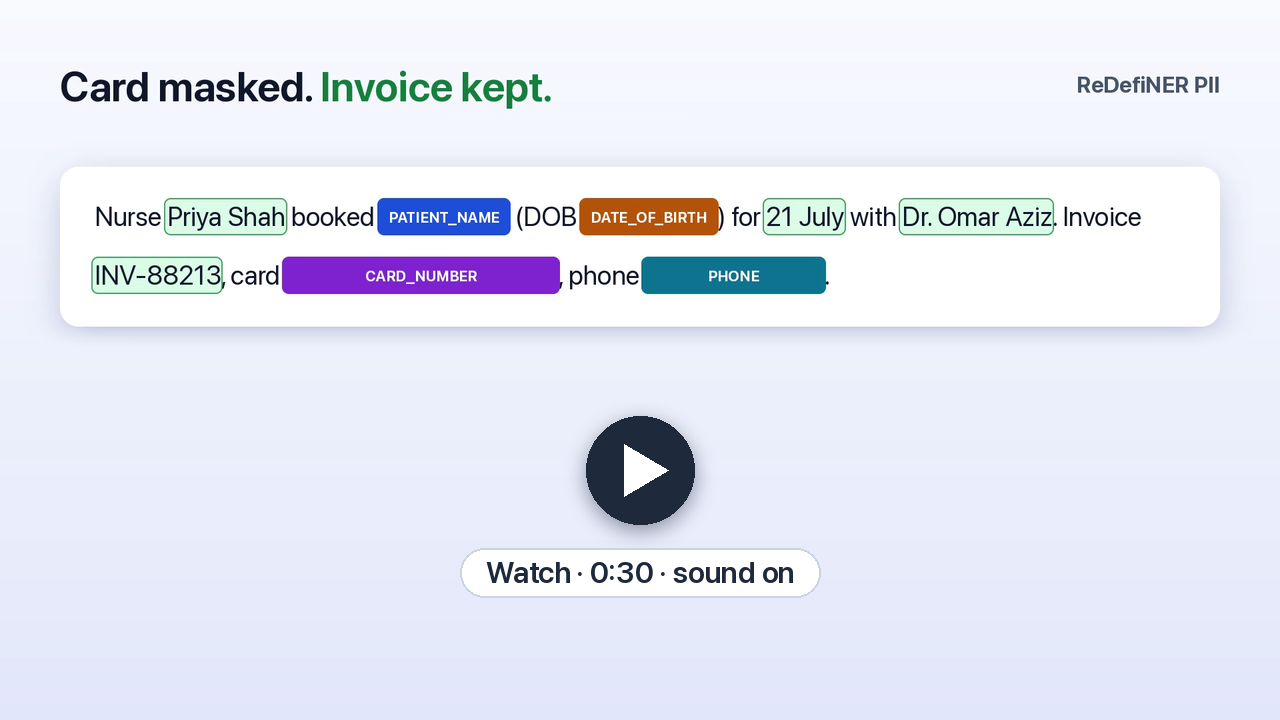 Card masked. Invoice kept.
ReDefiNER PII
Nurse Priya Shah booked PATIENT_NAME (DOB DATE_OF_BIRTH) for 21 July with Dr. Omar Aziz. Invoice
INV-88213, card CARD_NUMBER, phone PHONE.
Watch · 0:30 · sound on